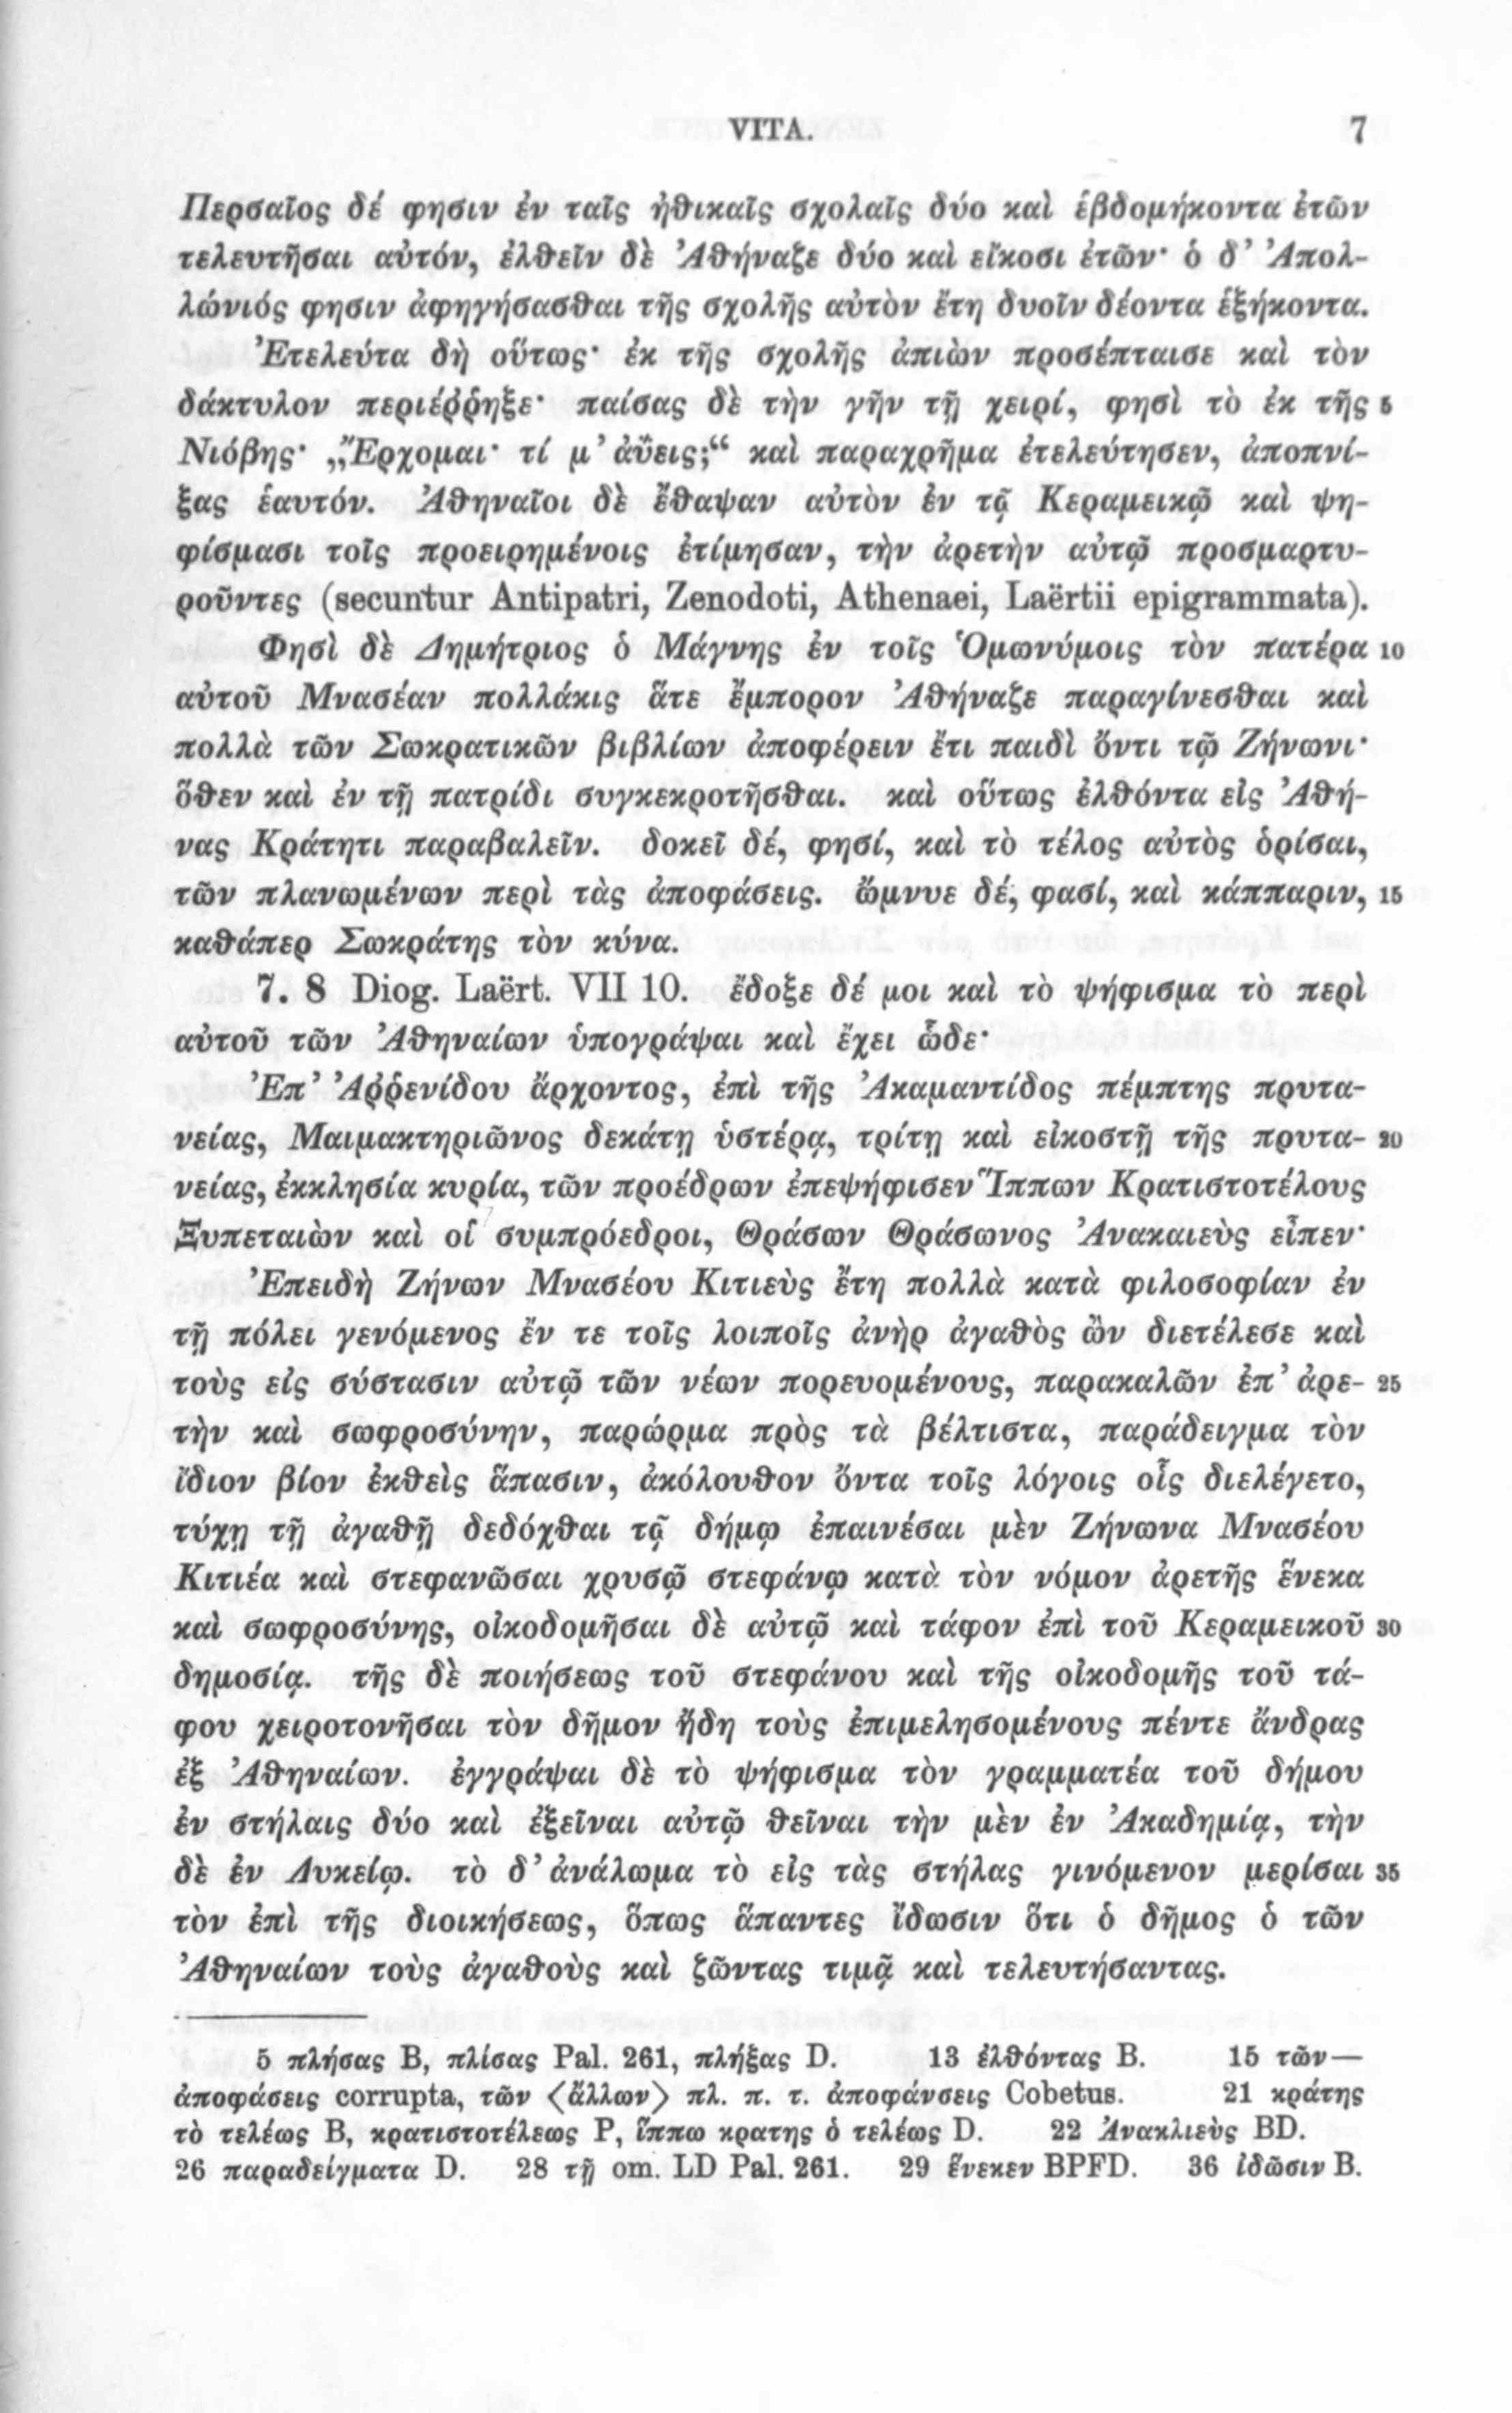 VITA. 7
Περσαῖος δέ φησιν ἐν ταῖς ἠθικαῖς σχολαῖς δύο καὶ ἑβδομήκοντα ἐτῶν
τελευτῆσαι αὐτόν, ἐλθεῖν δὲ Ἀθήναζε δύο καὶ εἴκοσι ἐτῶν· ὁ δ’ Ἀπολ-
λώνιός φησιν ἀφηγήσασθαι τῆς σχολῆς αὐτὸν ἔτη δυοῖν δέοντα ἑξήκοντα.
Ἐτελεύτα δὴ οὕτως· ἐκ τῆς σχολῆς ἀπιὼν προσέπταισε καὶ τὸν
δάκτυλον περιέῤῥηξε· παίσας δὲ τὴν γῆν τῇ χειρί, φησὶ τὸ ἐκ τῆς 5
Νιόβης· „Ἔρχομαι· τί μ’ ἀΰεις;“ καὶ παραχρῆμα ἐτελεύτησεν, ἀποπνί-
ξας ἑαυτόν. Ἀθηναῖοι δὲ ἔθαψαν αὐτὸν ἐν τῷ Κεραμεικῷ καὶ ψη-
φίσμασι τοῖς προειρημένοις ἐτίμησαν, τὴν ἀρετὴν αὐτῷ προσμαρτυ-
ροῦντες (secuntur Antipatri, Zenodoti, Athenaei, Laërtii epigrammata).
Φησὶ δὲ Δημήτριος ὁ Μάγνης ἐν τοῖς Ὁμωνύμοις τὸν πατέρα 10
αὐτοῦ Μνασέαν πολλάκις ἅτε ἔμπορον Ἀθήναζε παραγίνεσθαι καὶ
πολλὰ τῶν Σωκρατικῶν βιβλίων ἀποφέρειν ἔτι παιδὶ ὄντι τῷ Ζήνωνι·
ὅθεν καὶ ἐν τῇ πατρίδι συγκεκροτῆσθαι. καὶ οὕτως ἐλθόντα εἰς Ἀθή-
νας Κράτητι παραβαλεῖν. δοκεῖ δέ, φησί, καὶ τὸ τέλος αὐτὸς ὁρίσαι,
τῶν πλανωμένων περὶ τὰς ἀποφάσεις. ὤμνυε δέ, φασί, καὶ κάππαριν, 15
καθάπερ Σωκράτης τὸν κύνα.
7. 8 Diog. Laërt. VII 10. ἔδοξε δέ μοι καὶ τὸ ψήφισμα τὸ περὶ
αὐτοῦ τῶν Ἀθηναίων ὑπογράψαι καὶ ἔχει ὧδε·
Ἐπ’ Ἀῤῥενίδου ἄρχοντος, ἐπὶ τῆς Ἀκαμαντίδος πέμπτης πρυτα-
νείας, Μαιμακτηριῶνος δεκάτῃ ὑστέρᾳ, τρίτῃ καὶ εἰκοστῇ τῆς πρυτα- 20
νείας, ἐκκλησία κυρία, τῶν προέδρων ἐπεψήφισεν Ἵππων Κρατιστοτέλους
Ξυπεταιὼν καὶ οἱ συμπρόεδροι, Θράσων Θράσωνος Ἀνακαιεὺς εἶπεν·
Ἐπειδὴ Ζήνων Μνασέου Κιτιεὺς ἔτη πολλὰ κατὰ φιλοσοφίαν ἐν
τῇ πόλει γενόμενος ἔν τε τοῖς λοιποῖς ἀνὴρ ἀγαθὸς ὢν διετέλεσε καὶ
τοὺς εἰς σύστασιν αὐτῷ τῶν νέων πορευομένους, παρακαλῶν ἐπ’ ἀρε- 25
τὴν καὶ σωφροσύνην, παρώρμα πρὸς τὰ βέλτιστα, παράδειγμα τὸν
ἴδιον βίον ἐκθεὶς ἅπασιν, ἀκόλουθον ὄντα τοῖς λόγοις οἷς διελέγετο,
τύχῃ τῇ ἀγαθῇ δεδόχθαι τῷ δήμῳ ἐπαινέσαι μὲν Ζήνωνα Μνασέου
Κιτιέα καὶ στεφανῶσαι χρυσῷ στεφάνῳ κατὰ τὸν νόμον ἀρετῆς ἕνεκα
καὶ σωφροσύνης, οἰκοδομῆσαι δὲ αὐτῷ καὶ τάφον ἐπὶ τοῦ Κεραμεικοῦ 30
δημοσίᾳ. τῆς δὲ ποιήσεως τοῦ στεφάνου καὶ τῆς οἰκοδομῆς τοῦ τά-
φου χειροτονῆσαι τὸν δῆμον ἤδη τοὺς ἐπιμελησομένους πέντε ἄνδρας
ἐξ Ἀθηναίων. ἐγγράψαι δὲ τὸ ψήφισμα τὸν γραμματέα τοῦ δήμου
ἐν στήλαις δύο καὶ ἐξεῖναι αὐτῷ θεῖναι τὴν μὲν ἐν Ἀκαδημίᾳ, τὴν
δὲ ἐν Λυκείῳ. τὸ δ’ ἀνάλωμα τὸ εἰς τὰς στήλας γινόμενον μερίσαι 35
τὸν ἐπὶ τῆς διοικήσεως, ὅπως ἅπαντες ἴδωσιν ὅτι ὁ δῆμος ὁ τῶν
Ἀθηναίων τοὺς ἀγαθοὺς καὶ ζῶντας τιμᾷ καὶ τελευτήσαντας.
5 πλήσας B, πλίσας Pal. 261, πλήξας D. 13 ἐλθόντας B. 15 τῶν—
ἀποφάσεις corrupta, τῶν ⟨ἄλλων⟩ πλ. π. τ. ἀποφάνσεις Cobetus. 21 κράτης
τὸ τελέως B, κρατιστοτέλεως P, ἵππω κρατης ὁ τελέως D. 22 Ἀνακλιεὺς BD.
26 παραδείγματα D. 28 τῇ om. LD Pal. 261. 29 ἕνεκεν BPFD. 36 ἰδῶσιν B.